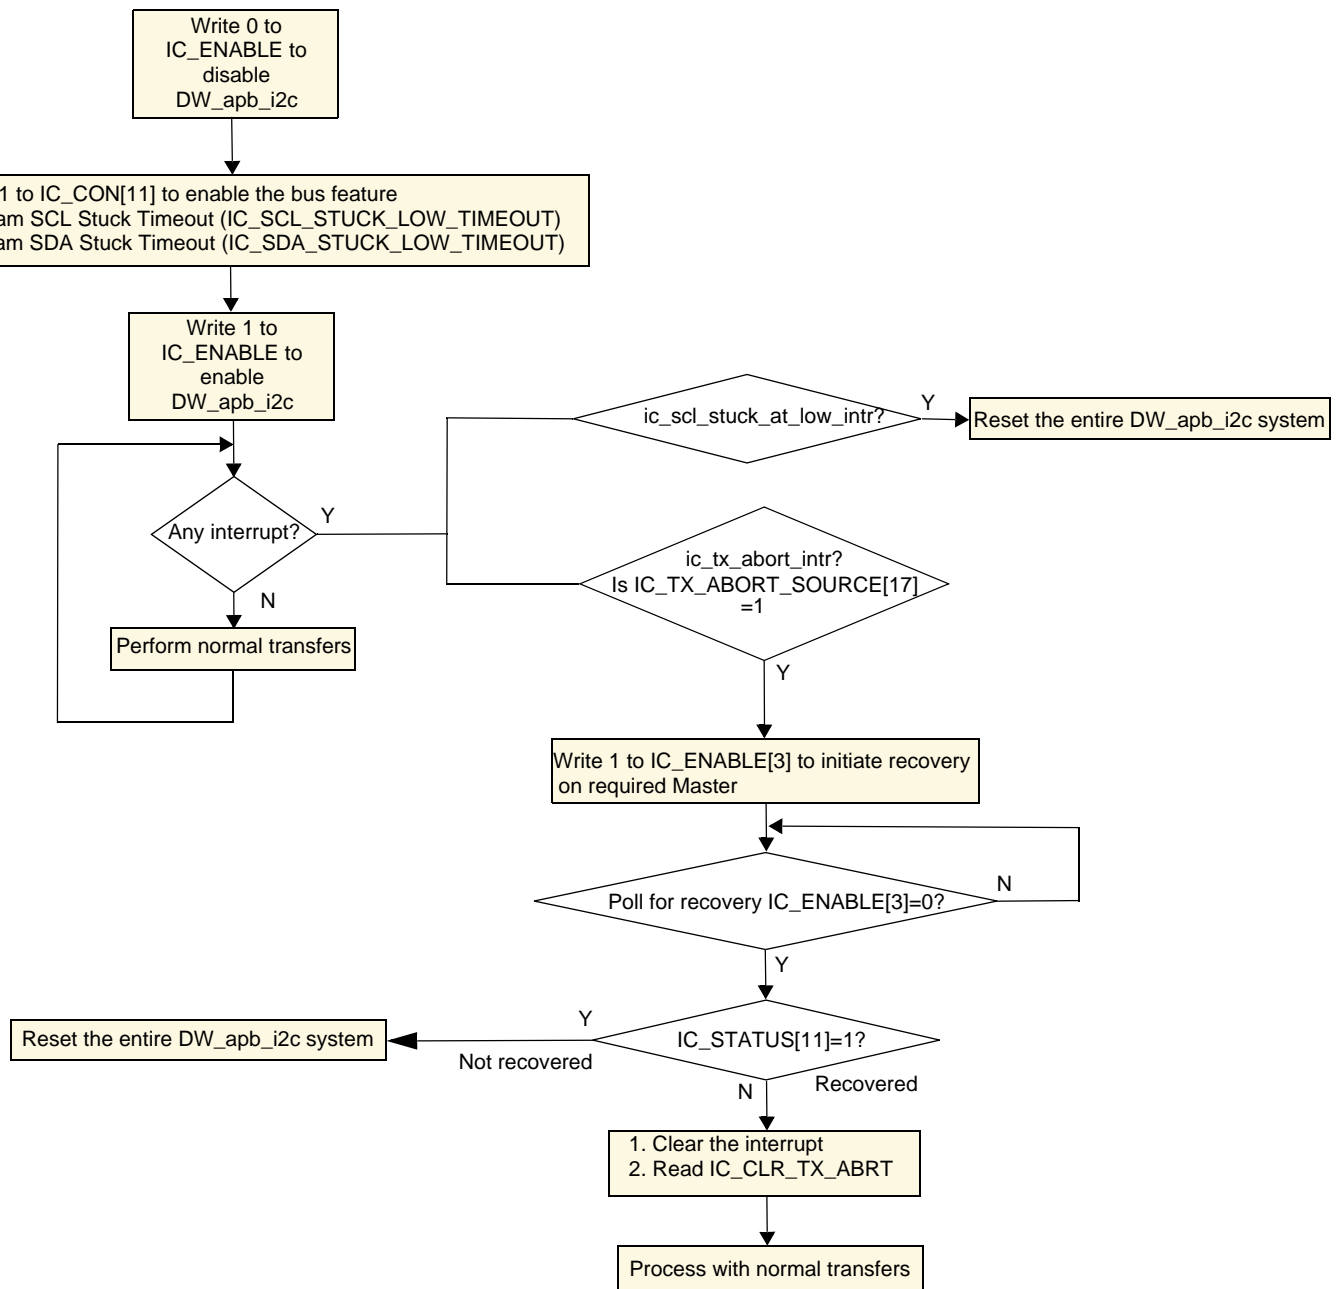 Write 0 to
IC_ENABLE to
disable
DW_apb_i2c
1 to IC_CON[11] to enable the bus feature
am SCL Stuck Timeout (IC_SCL_STUCK_LOW_TIMEOUT)
am SDA Stuck Timeout (IC_SDA_STUCK_LOW_TIMEOUT)
Write 1 to
IC_ENABLE to
enable
DW_apb_i2c
ic_scl_stuck_at_low_intr?
Y
Reset the entire DW_apb_i2c system
Any interrupt?
Y
N
Perform normal transfers
ic_tx_abort_intr?
Is IC_TX_ABORT_SOURCE[17]
=1
Y
Write 1 to IC_ENABLE[3] to initiate recovery
on required Master
Poll for recovery IC_ENABLE[3]=0?
N
Y
IC_STATUS[11]=1?
Y
Not recovered
Reset the entire DW_apb_i2c system
N
Recovered
1. Clear the interrupt
2. Read IC_CLR_TX_ABRT
Process with normal transfers